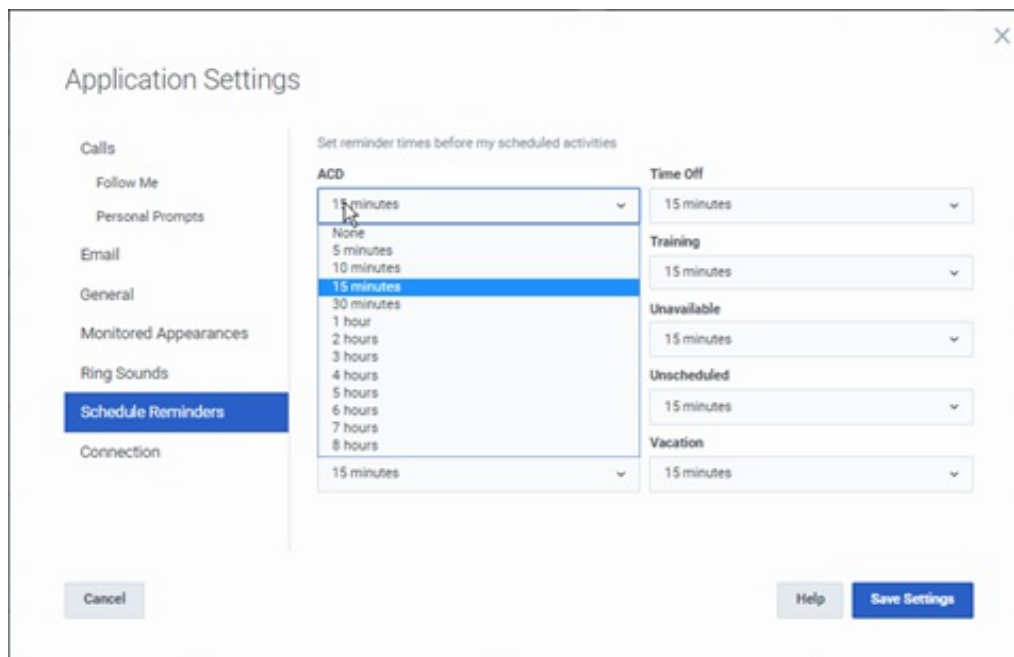 Application Settings
Calls
Follow Me
Personal Prompts
Email
General
Monitored Appearances
Ring Sounds
Schedule Reminders
Connection
Set reminder times before my scheduled activities
ACD
15 minutes
None
5 minutes
10 minutes
15 minutes
30 minutes
1 hour
2 hours
3 hours
4 hours
5 hours
6 hours
7 hours
8 hours
15 minutes
Time Off
15 minutes
Training
15 minutes
Unavailable
15 minutes
Unscheduled
15 minutes
Vacation
15 minutes
Cancel
Help
Save Settings